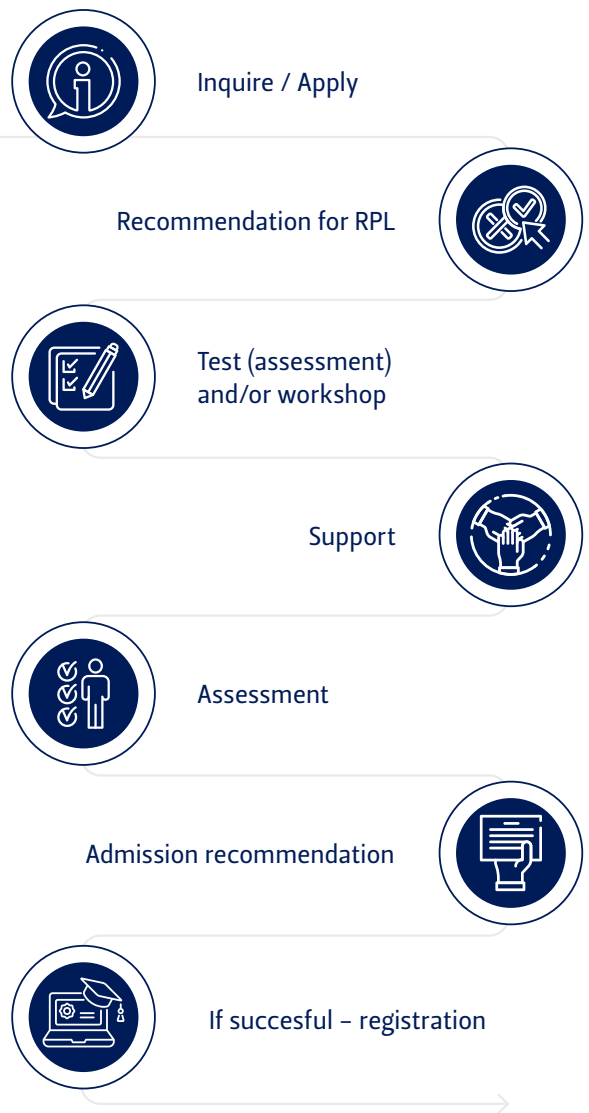 Inquire / Apply
Recommendation for RPL
Test (assessment)
and/or workshop
Support
Assessment
Admission recommendation
If succesful – registration